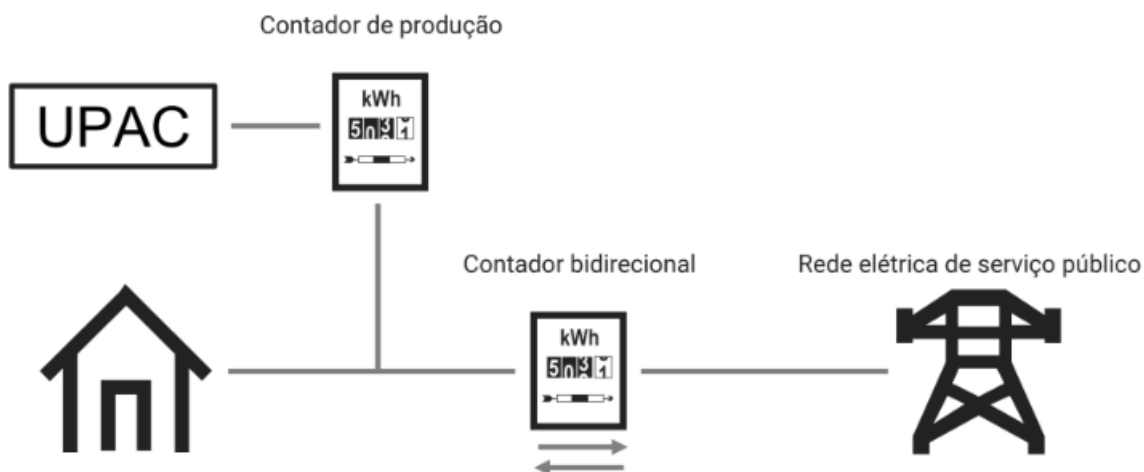 Contador de produção
UPAC
kWh
Contador bidirecional
Rede elétrica de serviço público
kWh